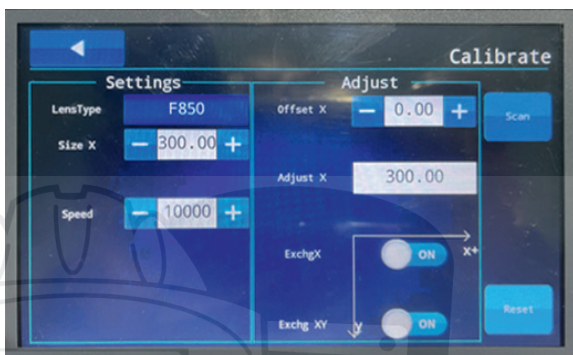 Calibrate
Settings
LensType F850
Size X − 300.00 +
Speed − 10000 +
Adjust
Offset X − 0.00 +
Adjust X 300.00
ExchgX ON X+
Exchg XY y ON
Scan
Reset